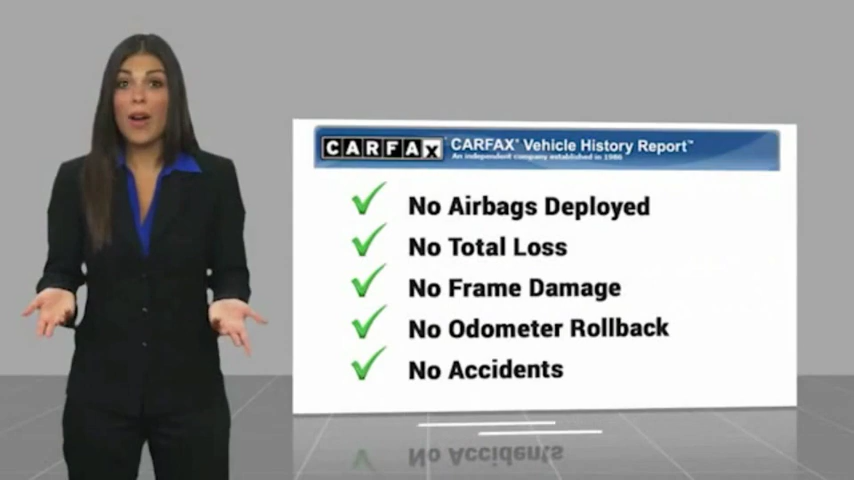 CARFAX CARFAX® Vehicle History Report™
An independent company established in 1986
No Airbags Deployed
No Total Loss
No Frame Damage
No Odometer Rollback
No Accidents
No Accidents